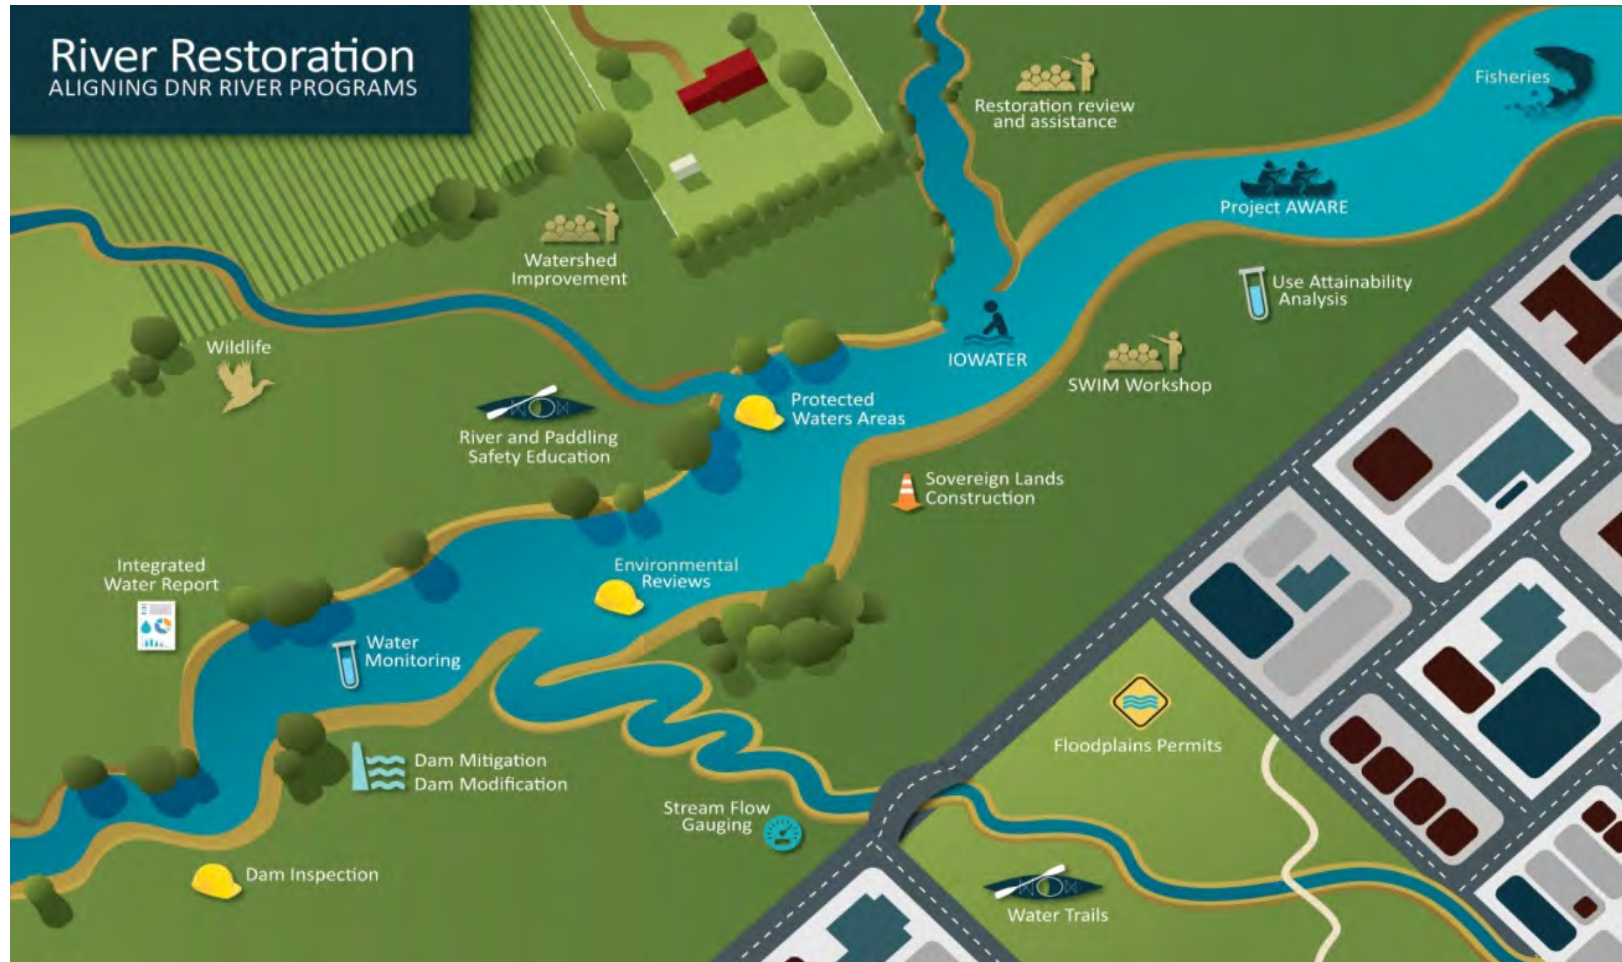 River Restoration
ALIGNING DNR RIVER PROGRAMS
Fisheries
Restoration review
and assistance
Project AWARE
Watershed
Improvement
Use Attainability
Analysis
Wildlife
IOWATER
SWIM Workshop
Protected
Waters Areas
River and Paddling
Safety Education
Sovereign Lands
Construction
Integrated
Water Report
Environmental
Reviews
Water
Monitoring
Floodplains Permits
Dam Mitigation
Dam Modification
Stream Flow
Gauging
Dam Inspection
Water Trails